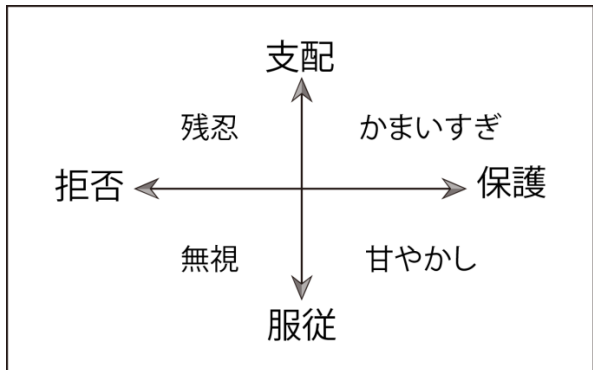 支配
残忍 かまいすぎ
拒否 保護
無視 甘やかし
服従